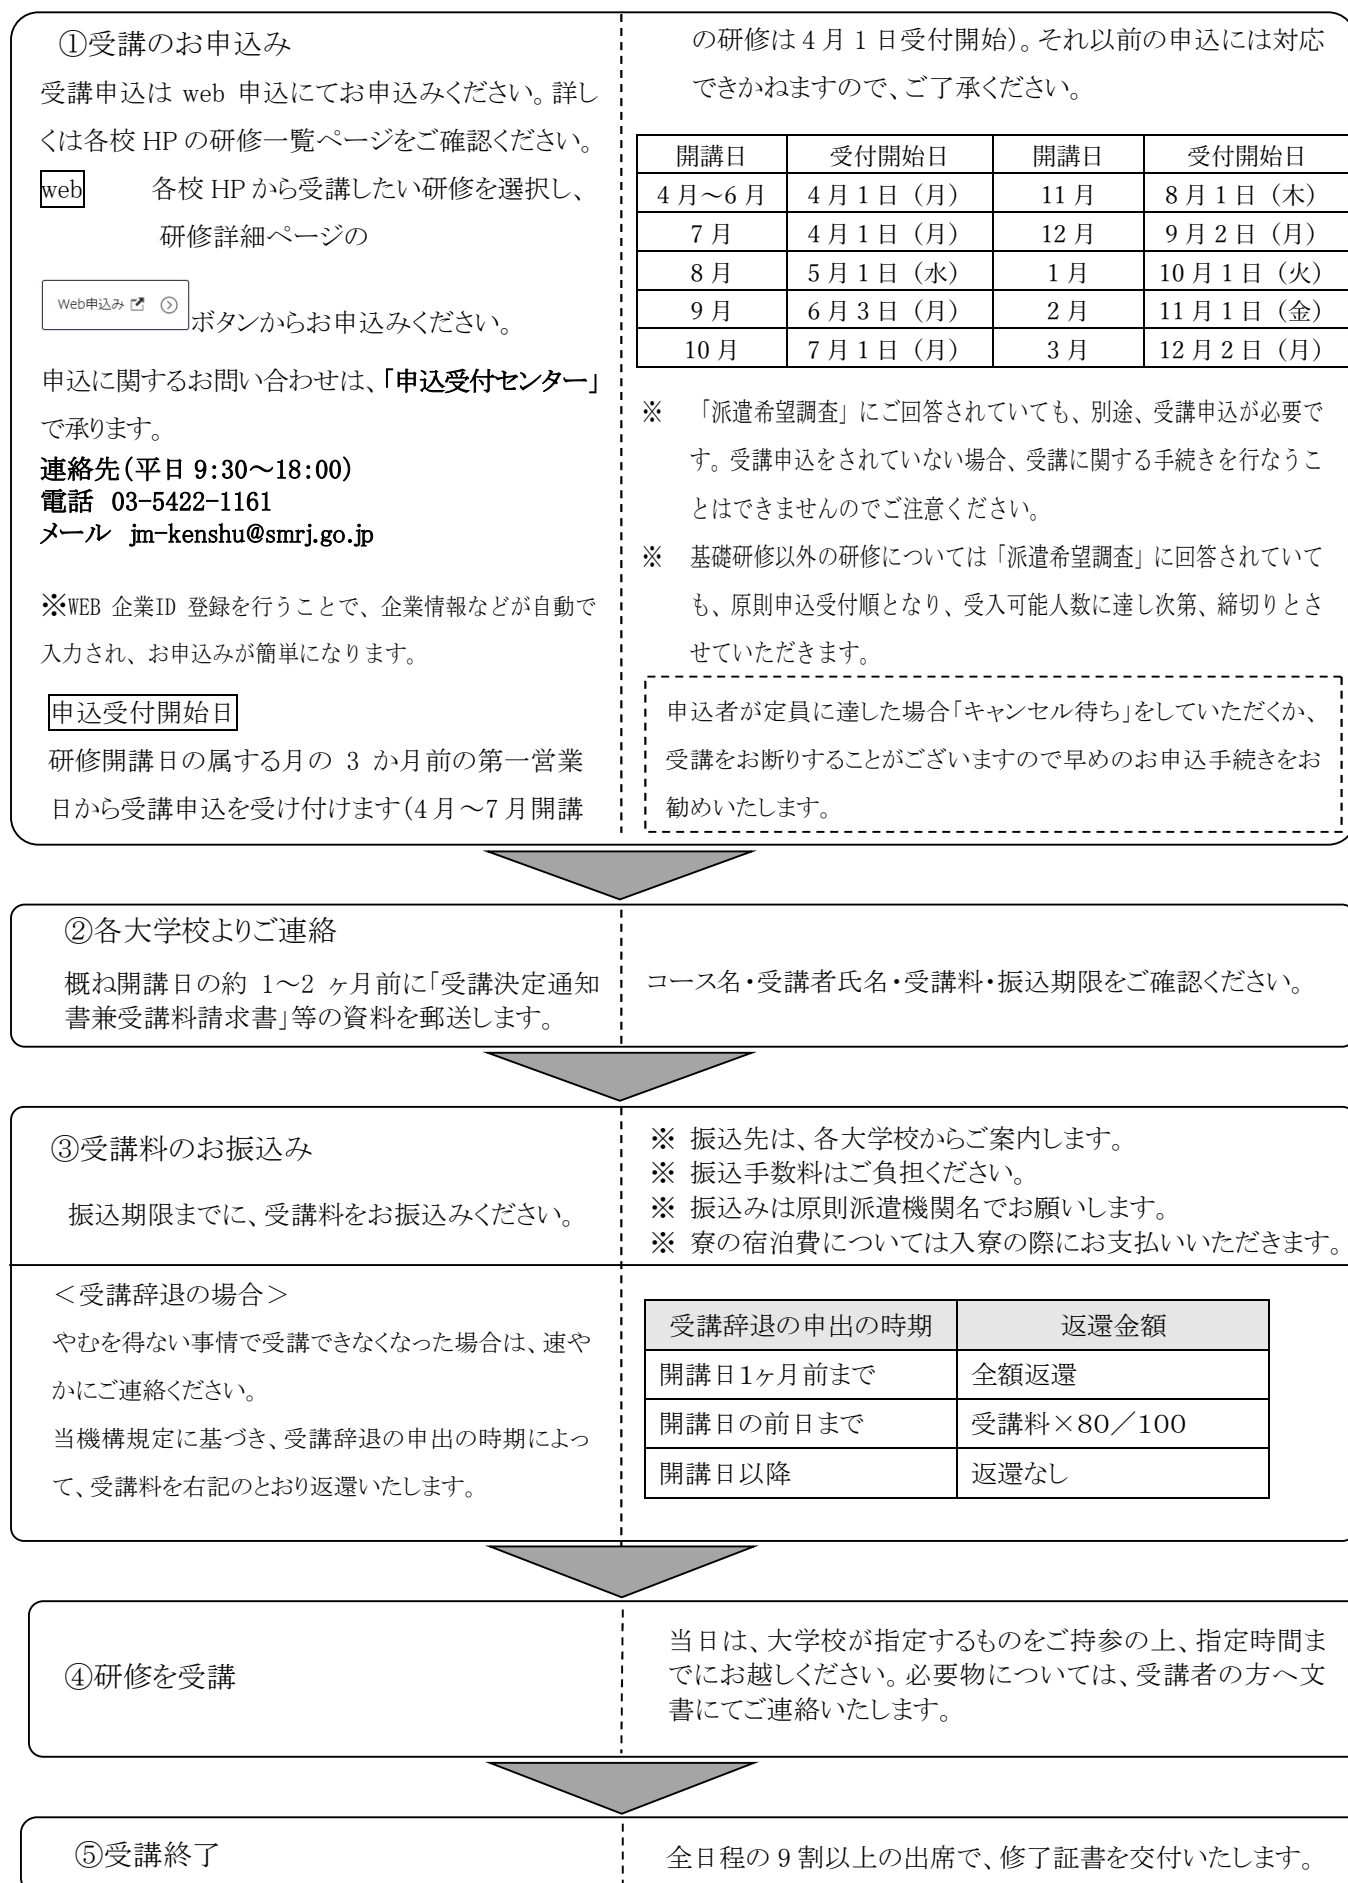 ①受講のお申込み
受講申込は web 申込にてお申込みください。詳し
くは各校 HP の研修一覧ページをご確認ください。
web 各校 HP から受講したい研修を選択し、
研修詳細ページの
Web申込み
ボタンからお申込みください。
申込に関するお問い合わせは、「申込受付センター」
で承ります。
連絡先(平日 9:30～18:00)
電話 03-5422-1161
メール jm-kenshu@smrj.go.jp
※WEB 企業ID 登録を行うことで、企業情報などが自動で
入力され、お申込みが簡単になります。
申込受付開始日
研修開講日の属する月の 3 か月前の第一営業
日から受講申込を受け付けます(4月～7月開講
の研修は4月1日受付開始)。それ以前の申込には対応
できかねますので、ご了承ください。
開講日 受付開始日 開講日 受付開始日
4月～6月 4月1日(月) 11月 8月1日(木)
7月 4月1日(月) 12月 9月2日(月)
8月 5月1日(水) 1月 10月1日(火)
9月 6月3日(月) 2月 11月1日(金)
10月 7月1日(月) 3月 12月2日(月)
※ 「派遣希望調査」にご回答されていても、別途、受講申込が必要で
す。受講申込をされていない場合、受講に関する手続きを行なうこ
とはできませんのでご注意ください。
※ 基礎研修以外の研修については「派遣希望調査」に回答されていて
も、原則申込受付順となり、受入可能人数に達し次第、締切りとさ
せていただきます。
申込者が定員に達した場合「キャンセル待ち」をしていただくか、
受講をお断りすることがございますので早めのお申込手続きをお
勧めいたします。
②各大学校よりご連絡
概ね開講日の約 1～2 ヶ月前に「受講決定通知
書兼受講料請求書」等の資料を郵送します。
コース名・受講者氏名・受講料・振込期限をご確認ください。
③受講料のお振込み
振込期限までに、受講料をお振込みください。
※ 振込先は、各大学校からご案内します。
※ 振込手数料はご負担ください。
※ 振込みは原則派遣機関名でお願いします。
※ 寮の宿泊費については入寮の際にお支払いいただきます。
＜受講辞退の場合＞
やむを得ない事情で受講できなくなった場合は、速や
かにご連絡ください。
当機構規定に基づき、受講辞退の申出の時期によっ
て、受講料を右記のとおり返還いたします。
受講辞退の申出の時期 返還金額
開講日1ヶ月前まで 全額返還
開講日の前日まで 受講料×80／100
開講日以降 返還なし
④研修を受講
当日は、大学校が指定するものをご持参の上、指定時間ま
でにお越しください。必要物については、受講者の方へ文
書にてご連絡いたします。
⑤受講終了
全日程の9割以上の出席で、修了証書を交付いたします。